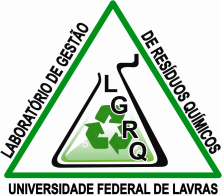 LABORATÓRIO DE GESTÃO
DE RESÍDUOS QUÍMICOS
LGRQ
UNIVERSIDADE FEDERAL DE LAVRAS